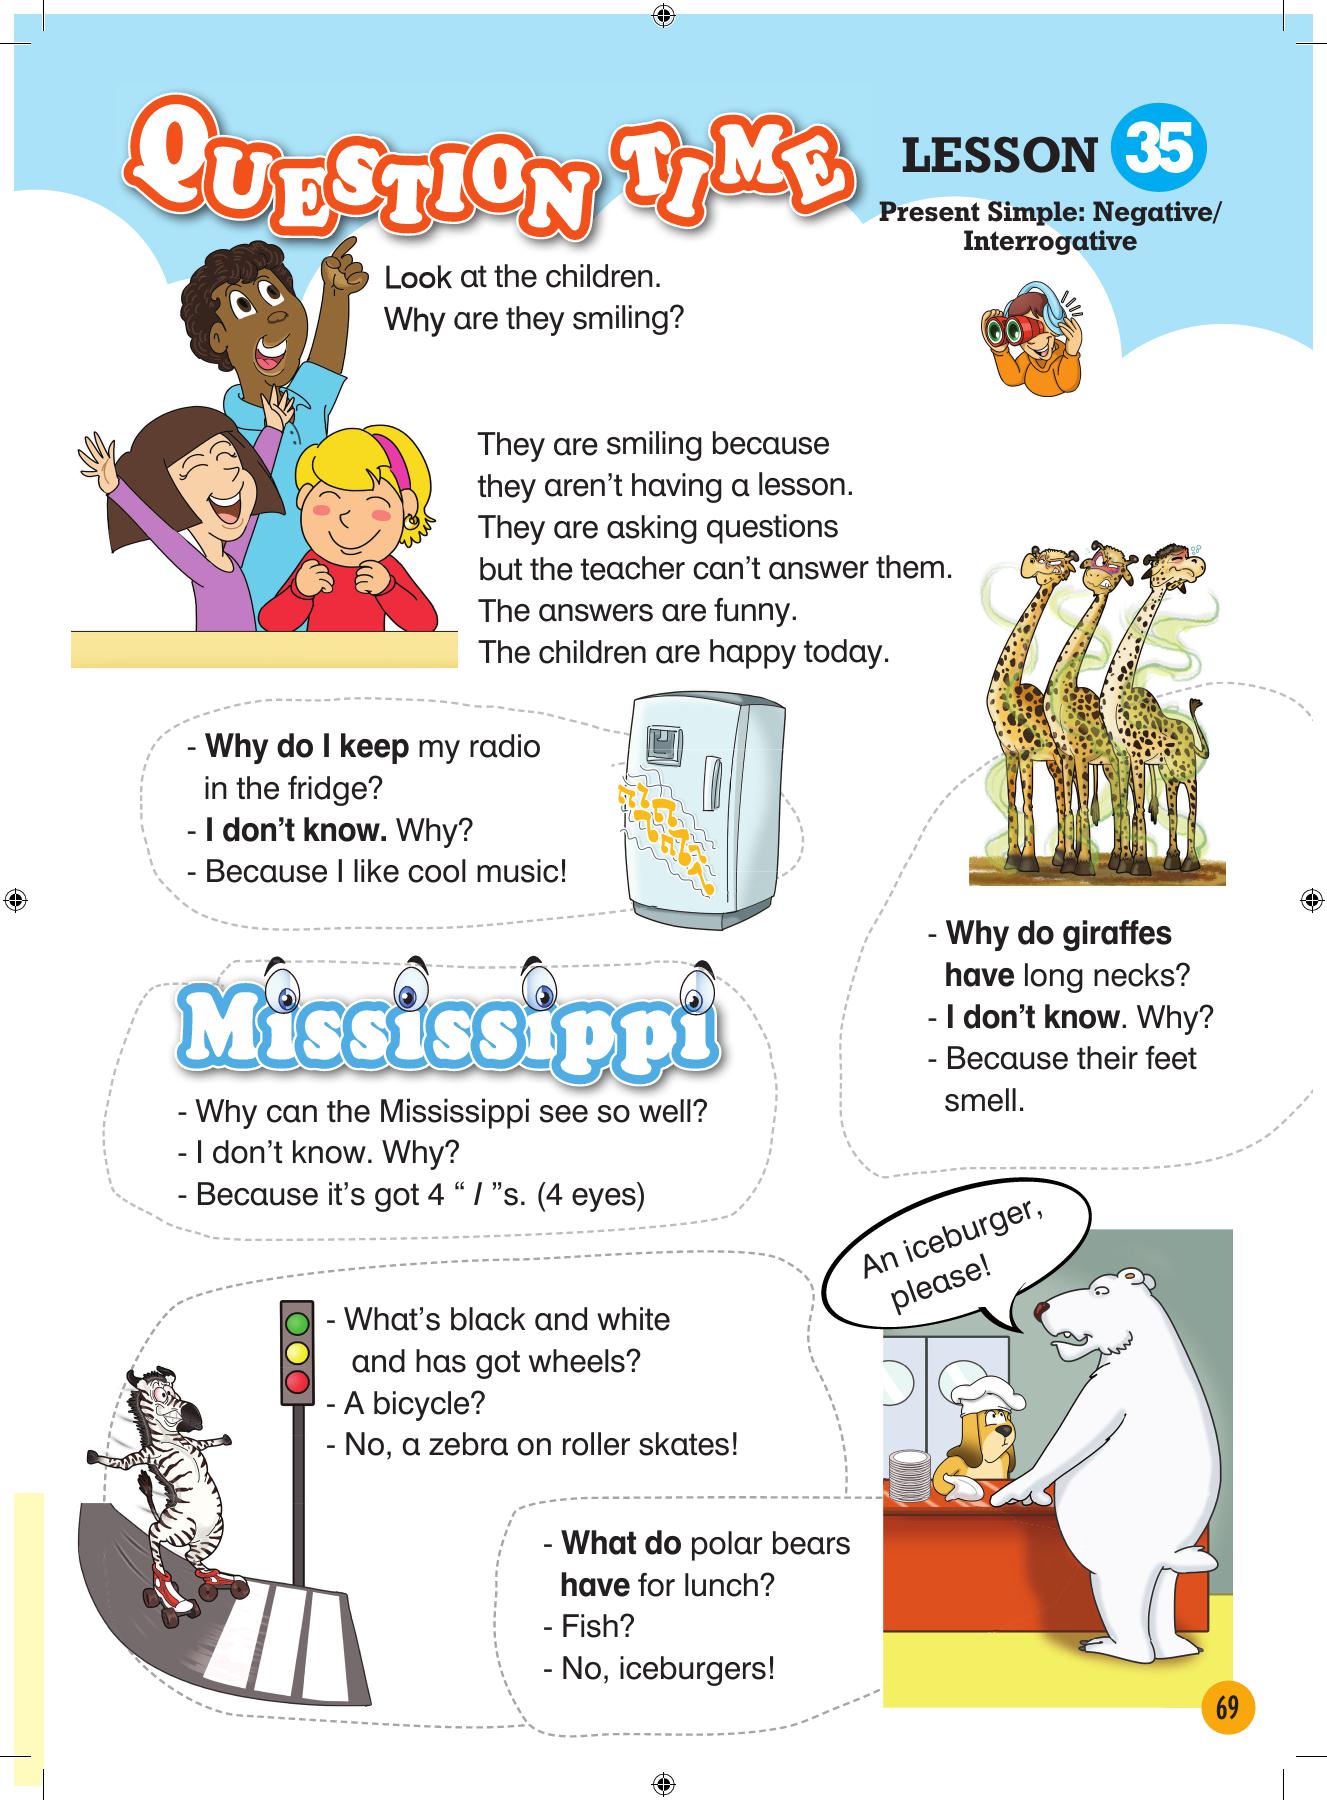 QUESTION TIME
LESSON 35
Present Simple: Negative/
Interrogative
Look at the children.
Why are they smiling?
They are smiling because
they aren't having a lesson.
They are asking questions
but the teacher can't answer them.
The answers are funny.
The children are happy today.
- Why do I keep my radio
in the fridge?
- I don't know. Why?
- Because I like cool music!
- Why do giraffes
have long necks?
- I don't know. Why?
- Because their feet
smell.
Mississippi
- Why can the Mississippi see so well?
- I don't know. Why?
- Because it's got 4 “ I ”s. (4 eyes)
An iceburger,
please!
- What's black and white
and has got wheels?
- A bicycle?
- No, a zebra on roller skates!
- What do polar bears
have for lunch?
- Fish?
- No, iceburgers!
69